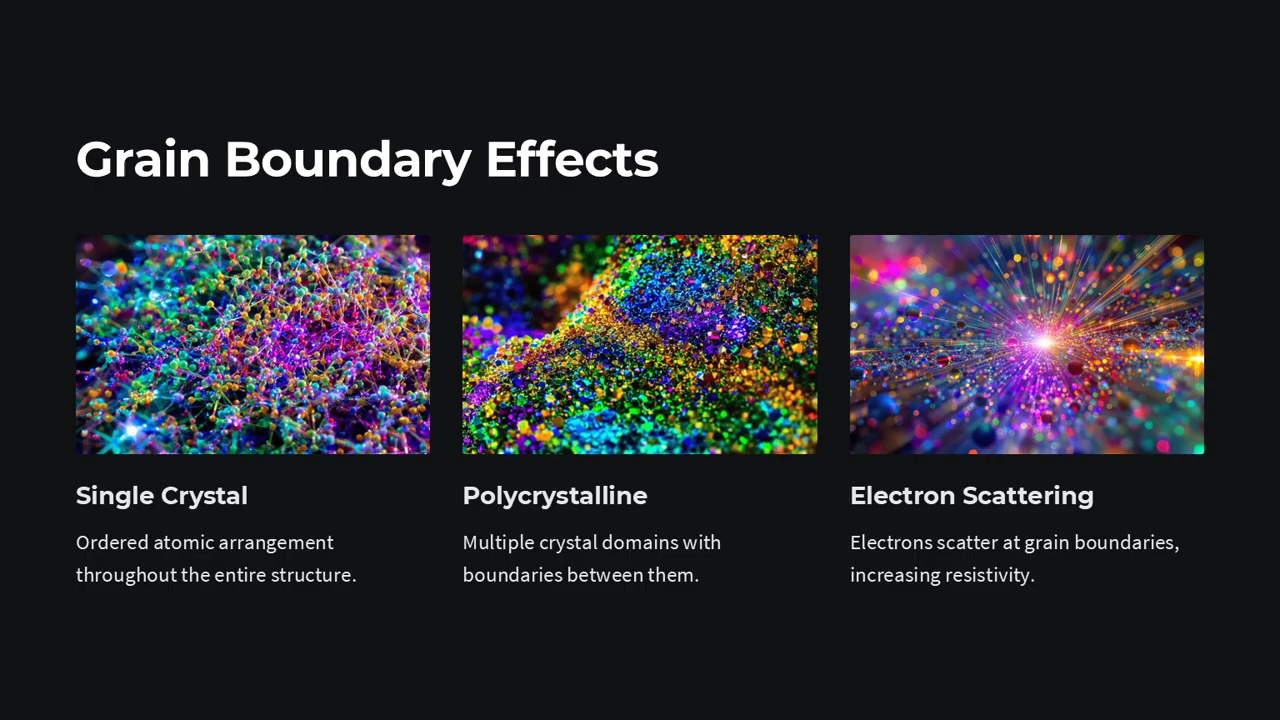 Grain Boundary Effects
Single Crystal
Ordered atomic arrangement
throughout the entire structure.
Polycrystalline
Multiple crystal domains with
boundaries between them.
Electron Scattering
Electrons scatter at grain boundaries,
increasing resistivity.